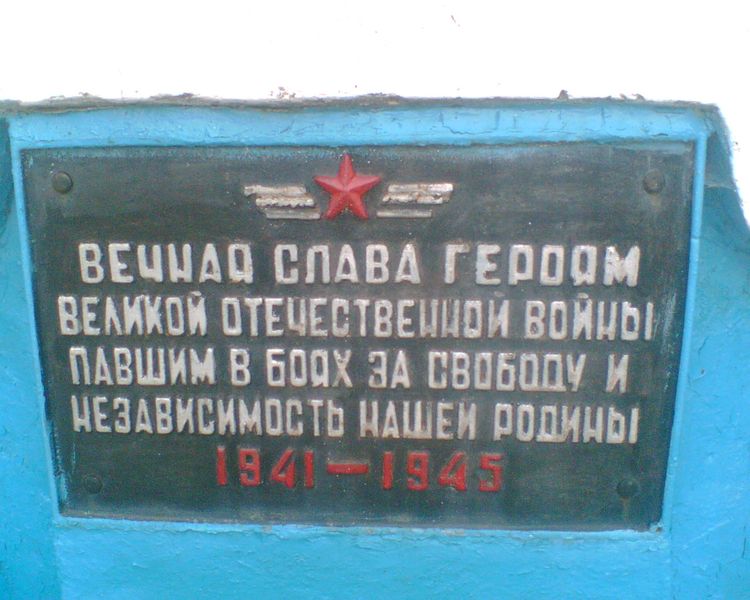 ВЕЧНАЯ СЛАВА ГЕРОЯМ
ВЕЛИКОЙ ОТЕЧЕСТВЕННОЙ ВОЙНЫ
ПАВШИМ В БОЯХ ЗА СВОБОДУ И
НЕЗАВИСИМОСТЬ НАШЕЙ РОДИНЫ
1941—1945